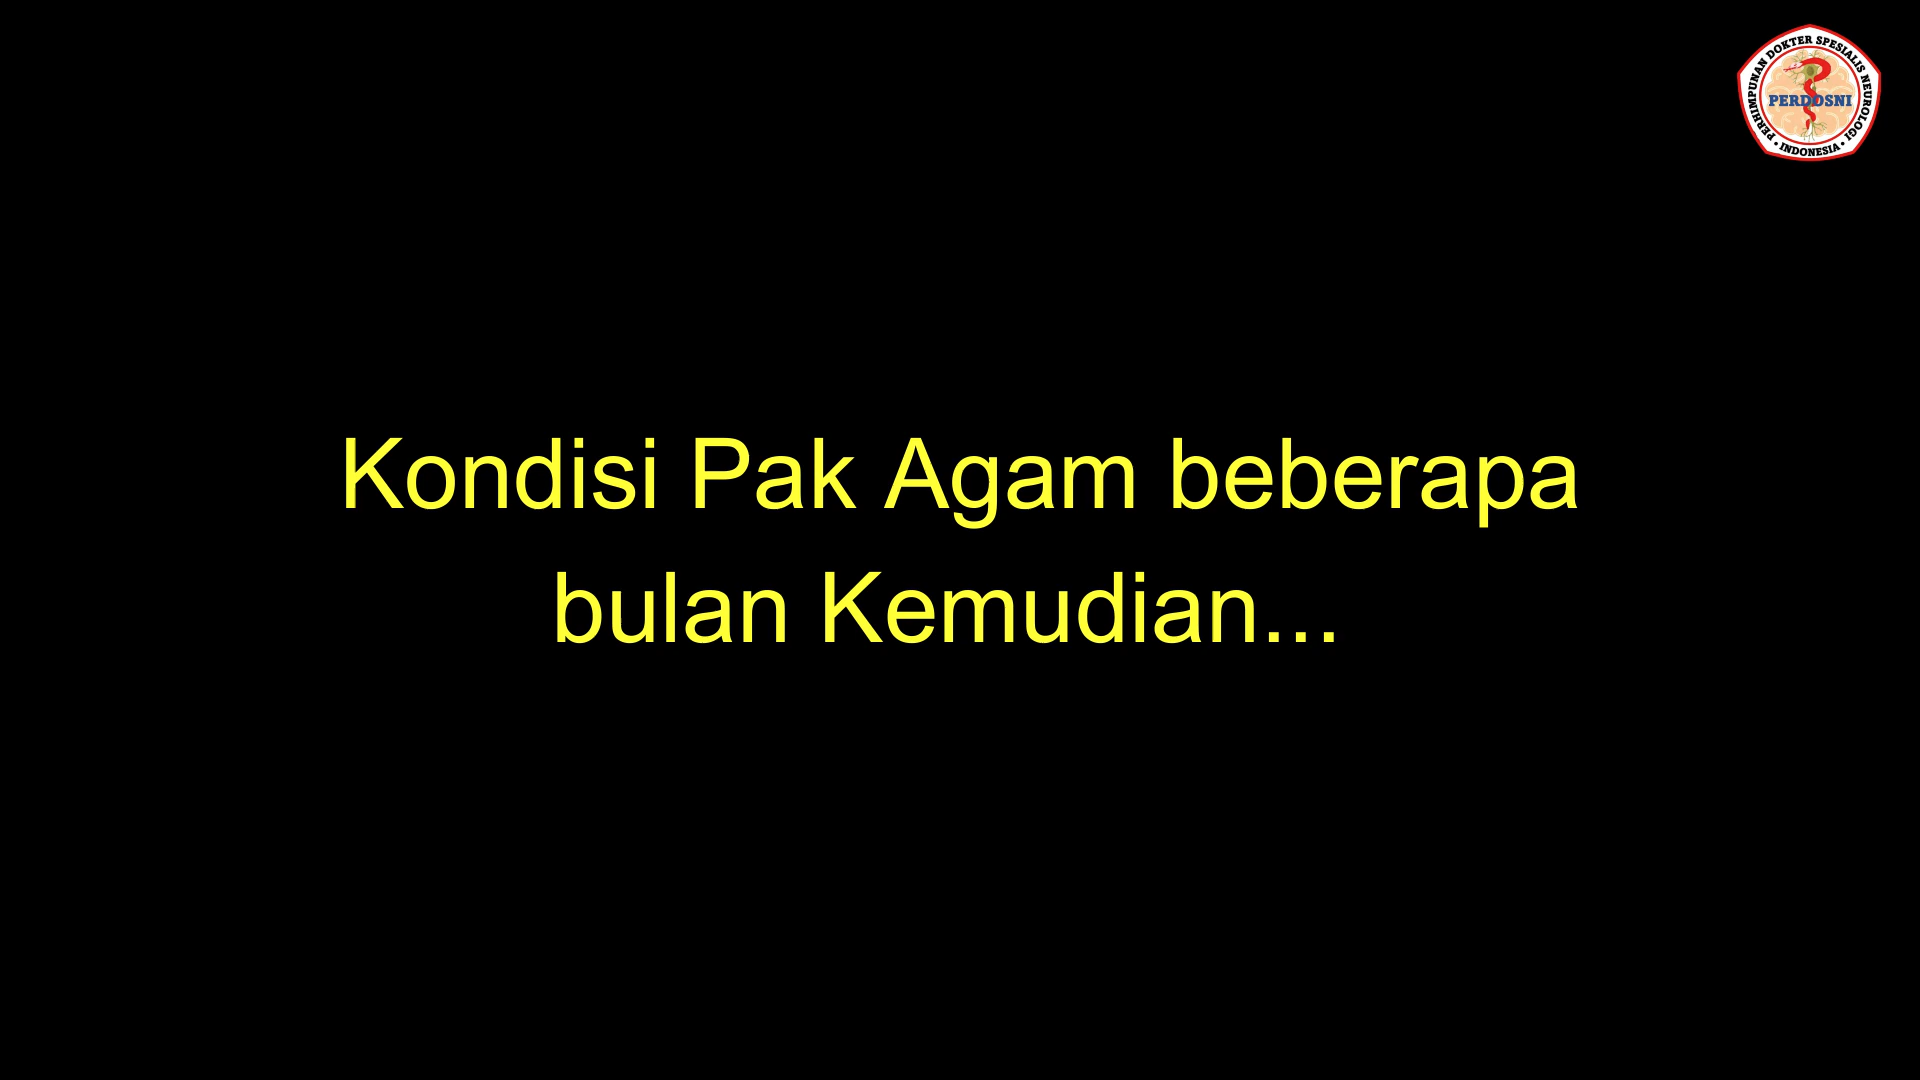 PERHIMPUNAN DOKTER SPESIALIS NEUROLOGI
PERDOSNI
• INDONESIA •
Kondisi Pak Agam beberapa
bulan Kemudian...